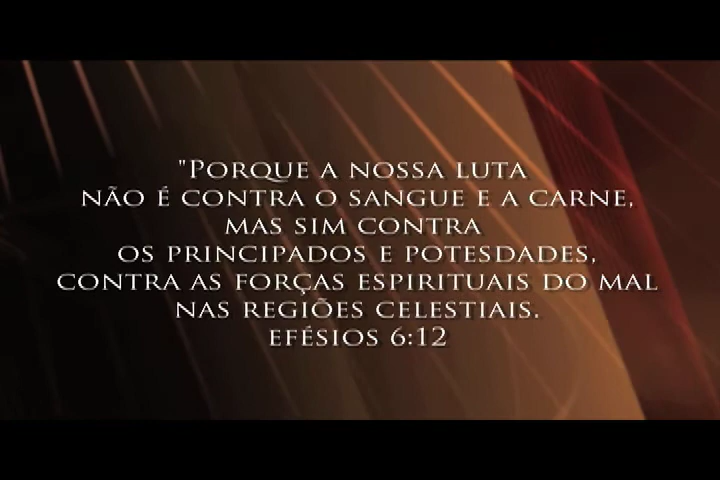 "Porque a nossa luta
não é contra o sangue e a carne,
mas sim contra
os principados e potesdades,
contra as forças espirituais do mal
nas regiões celestiais.
efésios 6:12